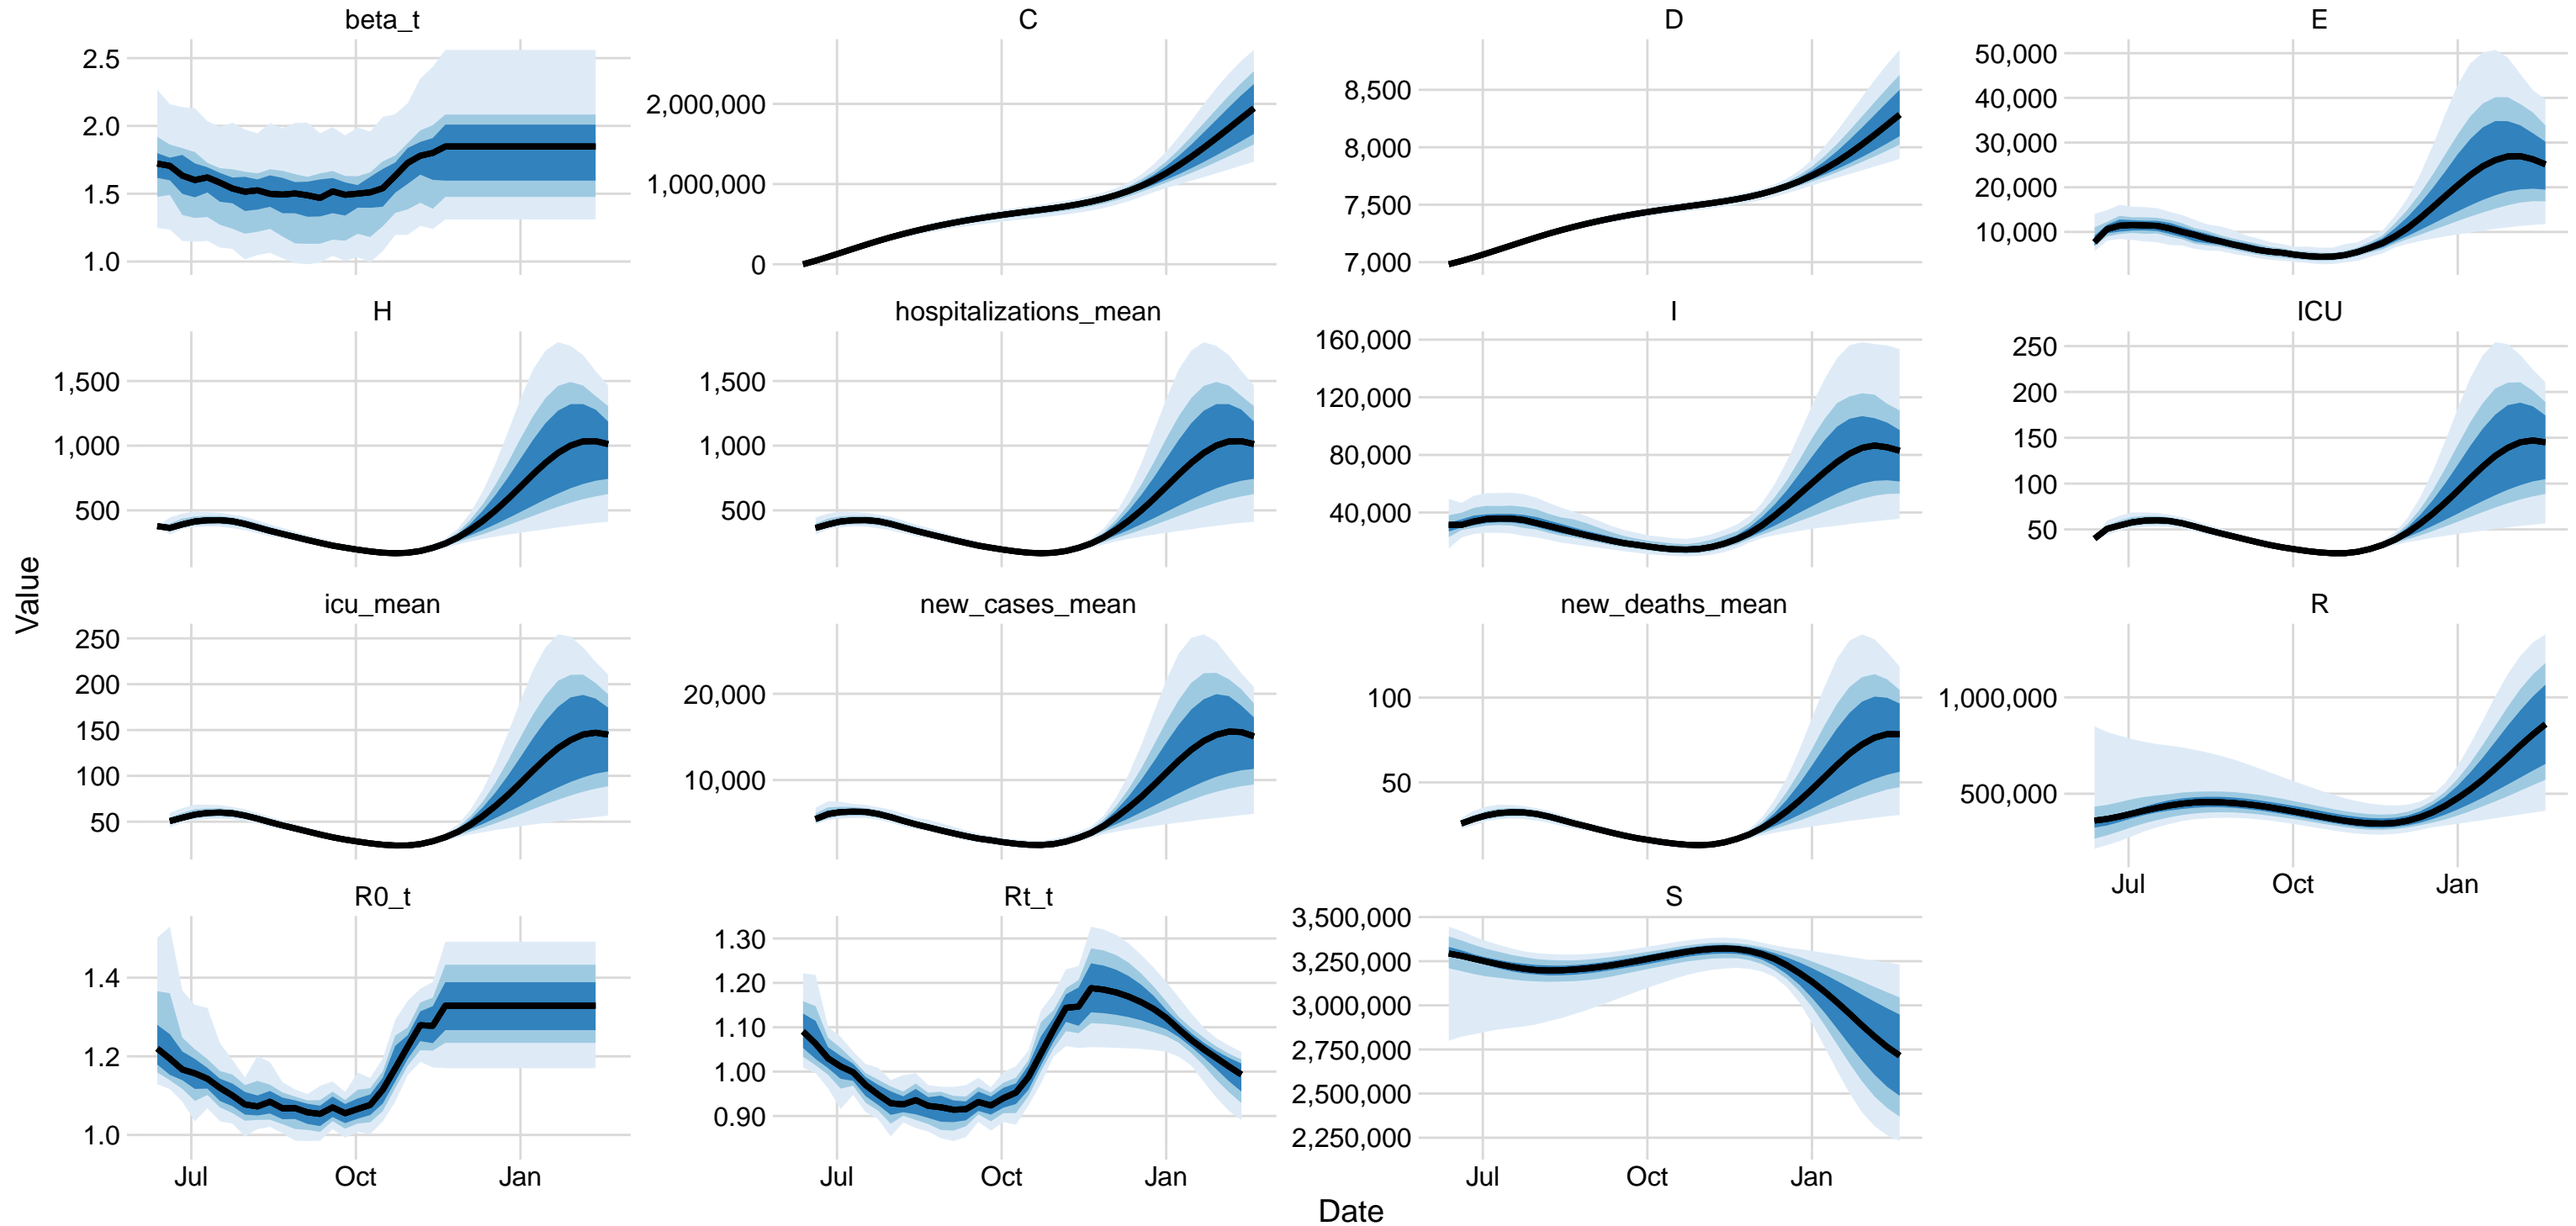 beta_t
C
D
E
2.5
2.0
1.5
1.0
2,000,000
1,000,000
0
8,500
8,000
7,500
7,000
50,000
40,000
30,000
20,000
10,000
H
hospitalizations_mean
I
ICU
1,500
1,000
500
1,500
1,000
500
160,000
120,000
80,000
40,000
250
200
150
100
50
Value
icu_mean
new_cases_mean
new_deaths_mean
R
250
200
150
100
50
20,000
10,000
100
50
1,000,000
500,000
Jul Oct Jan
R0_t
Rt_t
S
1.4
1.2
1.0
1.30
1.20
1.10
1.00
0.90
3,500,000
3,250,000
3,000,000
2,750,000
2,500,000
2,250,000
Jul Oct Jan
Jul Oct Jan
Jul Oct Jan
Date